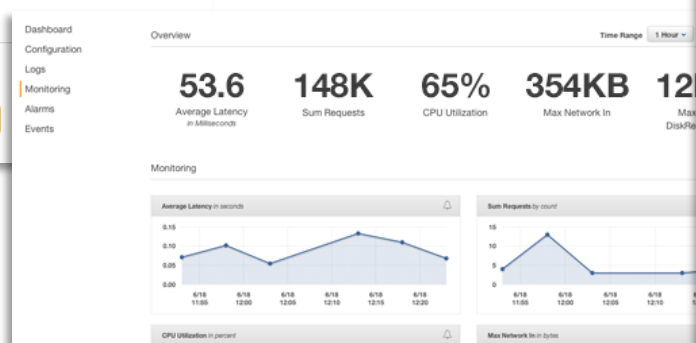 Dashboard
Configuration
Logs
Monitoring
Alarms
Events
Overview
Time Range 1 Hour
53.6
Average Latency
in Milliseconds
148K
Sum Requests
65%
CPU Utilization
354KB
Max Network In
12
Max
DiskRe
Monitoring
Average Latency in seconds
0.15
0.10
0.05
0.00
6/18 6/18 6/18 6/18 6/18 6/18
11:55 12:00 12:05 12:10 12:15 12:20
Sum Requests by count
15
10
5
0
6/18 6/18 6/18 6/18
11:55 12:00 12:05 12:10
CPU Utilization in percent
Max Network In in bytes